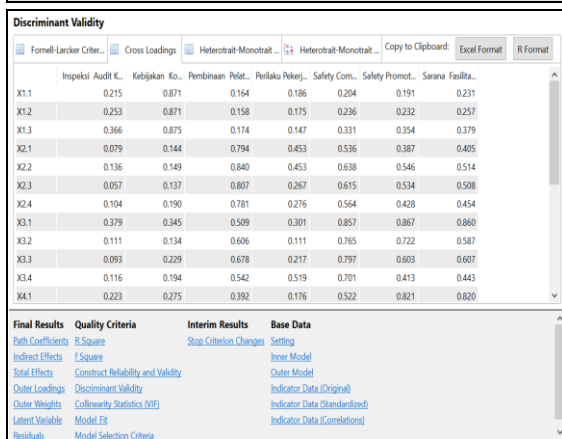 Discriminant Validity
Fornell-Larcker Criter... Cross Loadings Heterotrait-Monotrait ... Heterotrait-Monotrait ... Copy to Clipboard: Excel Format R Format
Inspeksi Audit K... Kebijakan Ko... Pembinaan Pelat... Perilaku Pekerj... Safety Com... Safety Promot... Sarana Fasilita...
X1.1 0.215 0.871 0.164 0.186 0.204 0.191 0.231
X1.2 0.253 0.871 0.158 0.175 0.236 0.232 0.257
X1.3 0.366 0.875 0.174 0.147 0.331 0.354 0.379
X2.1 0.079 0.144 0.794 0.453 0.536 0.387 0.405
X2.2 0.136 0.149 0.840 0.453 0.638 0.546 0.514
X2.3 0.057 0.137 0.807 0.267 0.615 0.534 0.508
X2.4 0.104 0.190 0.781 0.276 0.564 0.428 0.454
X3.1 0.379 0.345 0.509 0.301 0.857 0.867 0.860
X3.2 0.111 0.134 0.606 0.111 0.765 0.722 0.587
X3.3 0.093 0.229 0.678 0.217 0.797 0.603 0.607
X3.4 0.116 0.194 0.542 0.519 0.701 0.413 0.443
X4.1 0.223 0.275 0.392 0.176 0.522 0.821 0.820
Final Results Quality Criteria Interim Results Base Data
Path Coefficients R Square Stop Criterion Changes Setting
Indirect Effects f Square Inner Model
Total Effects Construct Reliability and Validity Outer Model
Outer Loadings Discriminant Validity Indicator Data (Original)
Outer Weights Collinearity Statistics (VIF) Indicator Data (Standardized)
Latent Variable Model Fit Indicator Data (Correlations)
Residuals Model Selection Criteria